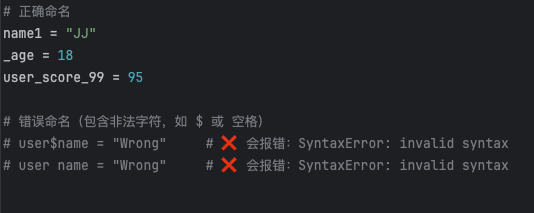 # 正确命名
name1 = "JJ"
_age = 18
user_score_99 = 95
# 错误命名（包含非法字符，如 $ 或 空格）
# user$name = "Wrong" # ❌ 会报错：SyntaxError: invalid syntax
# user name = "Wrong" # ❌ 会报错：SyntaxError: invalid syntax